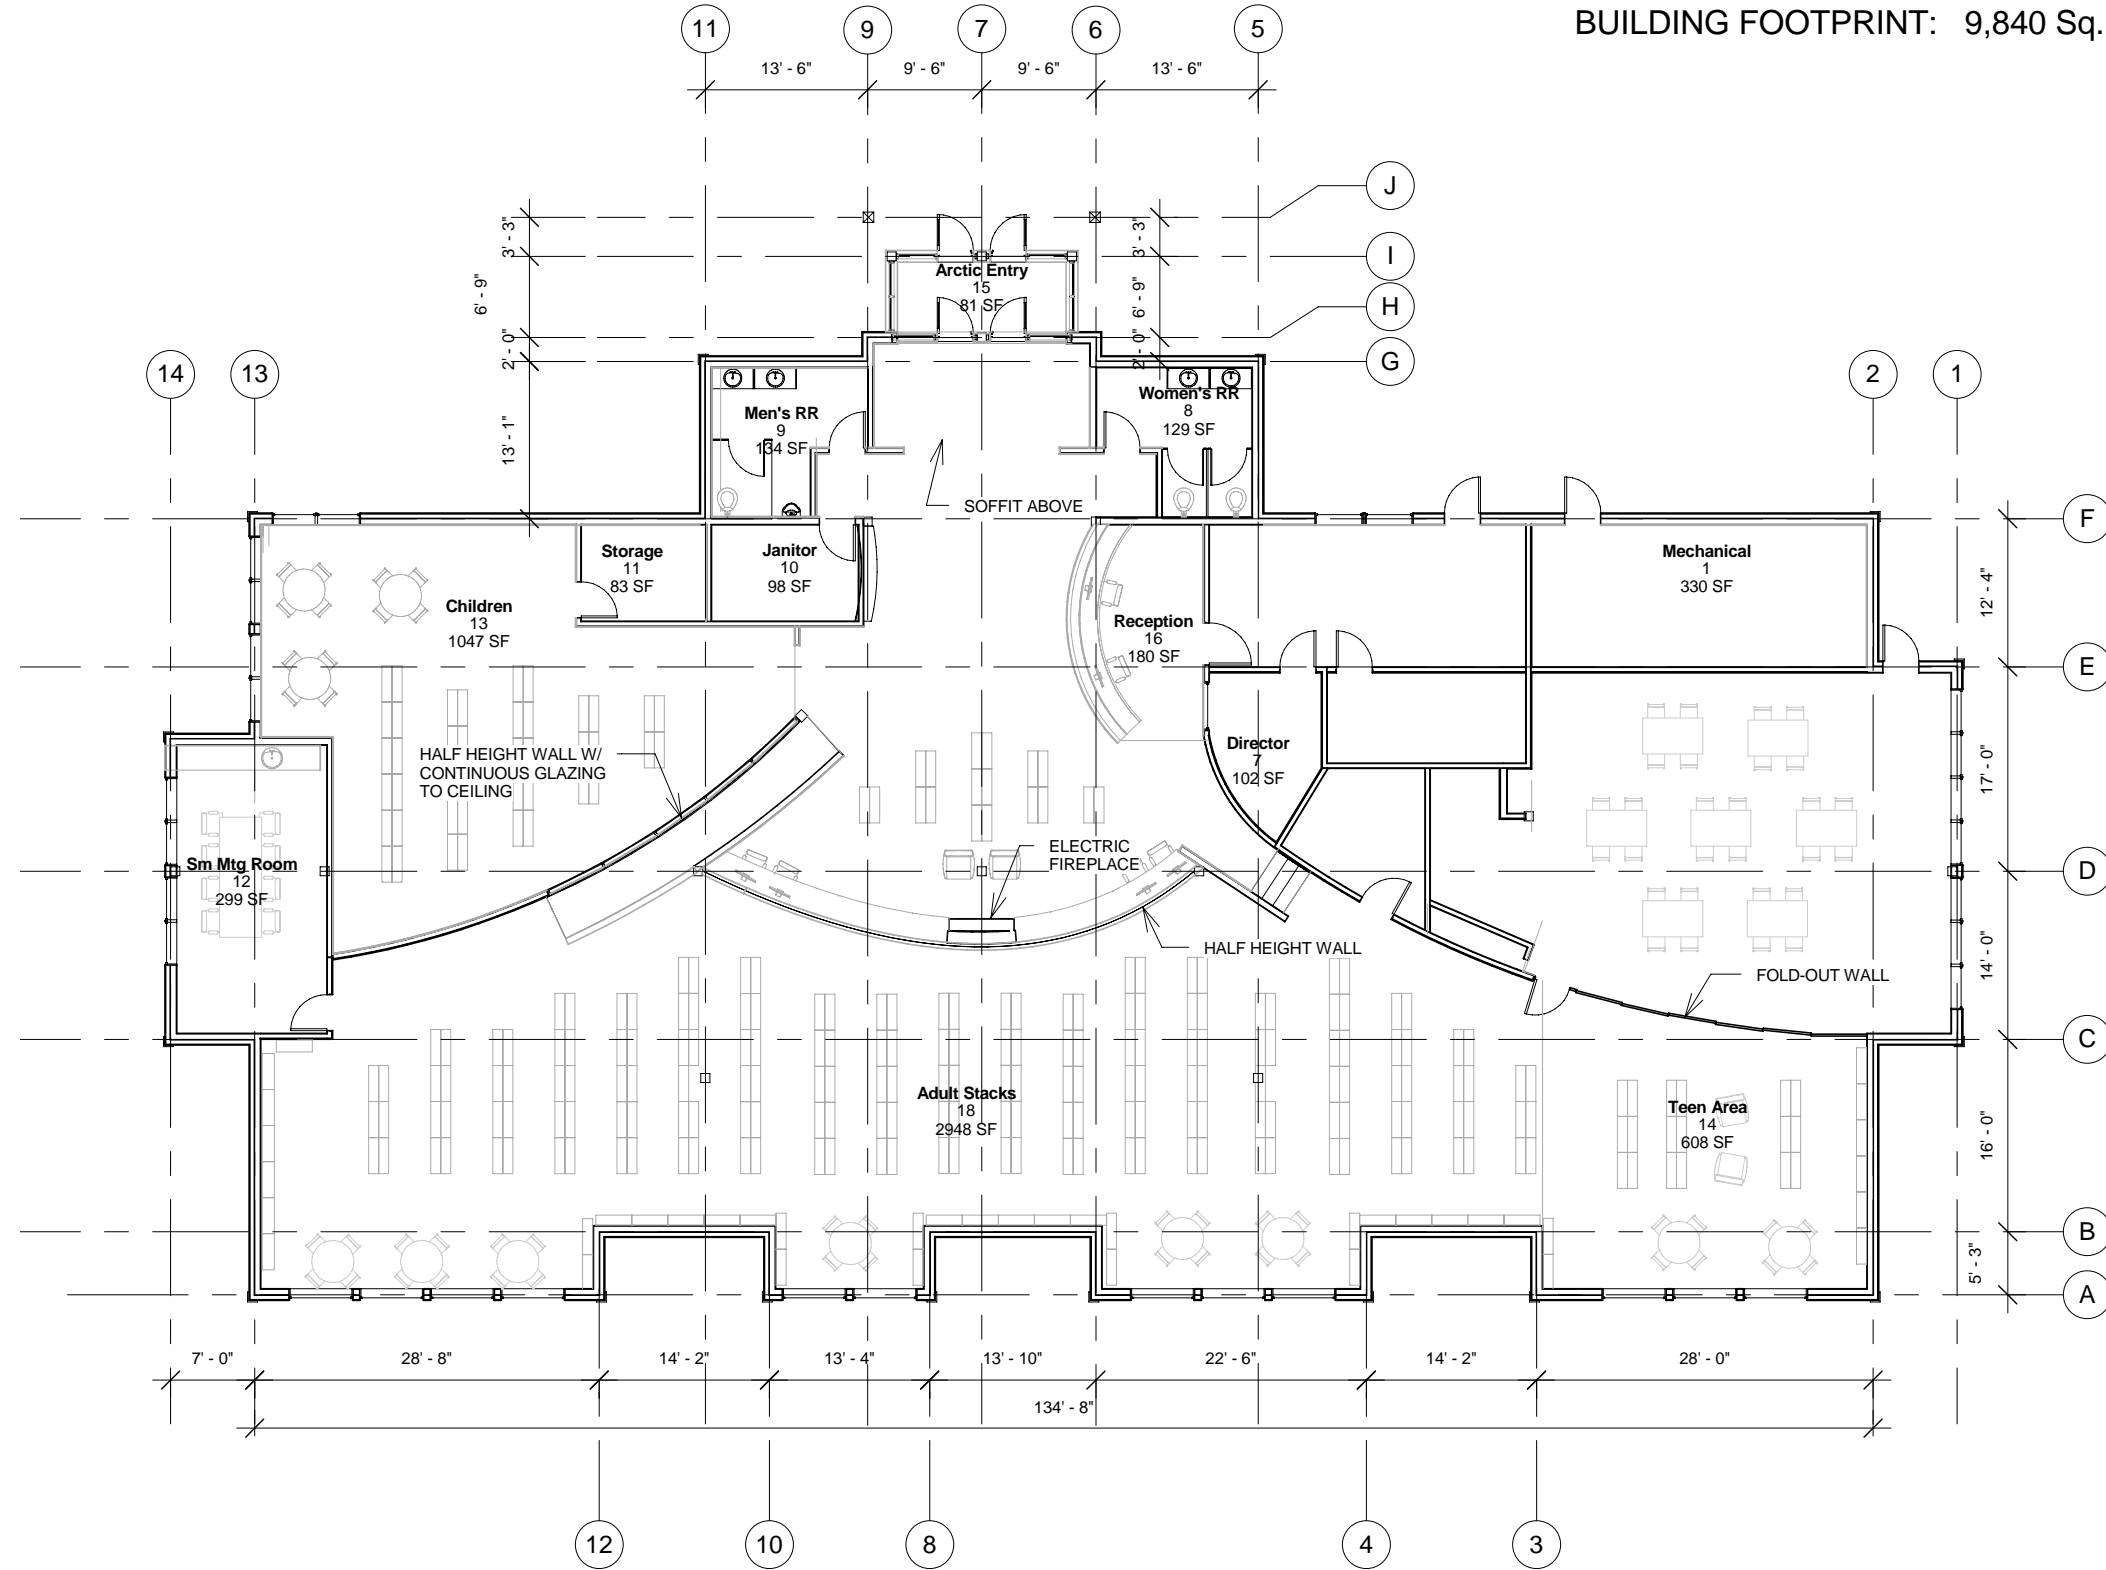 BUILDING FOOTPRINT: 9,840 Sq.
11
9
7
6
5
13' - 6"
9' - 6"
9' - 6"
13' - 6"
J
I
H
G
3' - 3"
6' - 9"
2' - 0"
13' - 1"
3' - 3"
6' - 9"
2' - 0"
Arctic Entry
15
81 SF
14
13
2
1
Men's RR
9
134 SF
Women's RR
8
129 SF
SOFFIT ABOVE
F
E
D
C
B
A
12' - 4"
17' - 0"
14' - 0"
16' - 0"
5' - 3"
Storage
11
83 SF
Janitor
10
98 SF
Mechanical
1
330 SF
Children
13
1047 SF
Reception
16
180 SF
HALF HEIGHT WALL W/
CONTINUOUS GLAZING
TO CEILING
Director
7
102 SF
ELECTRIC
FIREPLACE
Sm Mtg Room
12
299 SF
HALF HEIGHT WALL
FOLD-OUT WALL
Adult Stacks
18
2948 SF
Teen Area
14
608 SF
7' - 0"
28' - 8"
14' - 2"
13' - 4"
13' - 10"
22' - 6"
14' - 2"
28' - 0"
134' - 8"
12
10
8
4
3